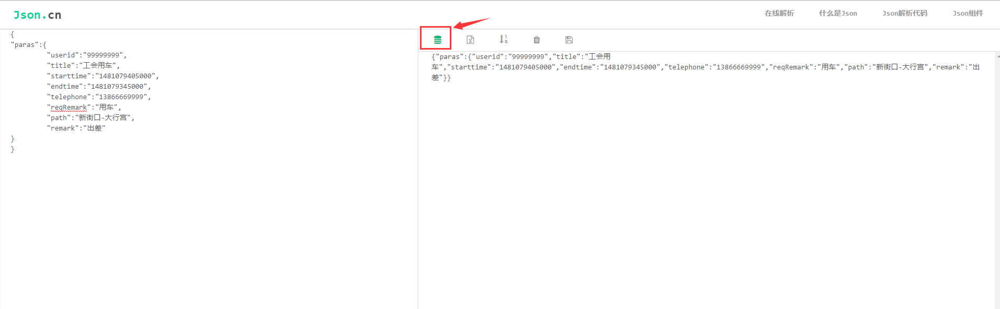 Json.cn
在线解析 什么是Json Json解析代码 Json组件
{
"paras":{
"userid":"99999999",
"title":"工会用车",
"starttime":"1481079405000",
"endtime":"1481079345000",
"telephone":"13866669999",
"reqRemark":"用车",
"path":"新街口-大行宫",
"remark":"出差"
}
}
{"paras":{"userid":"99999999","title":"工会用
车","starttime":"1481079405000","endtime":"1481079345000","telephone":"13866669999","reqRemark":"用车","path":"新街口-大行宫","remark":"出
差"}}